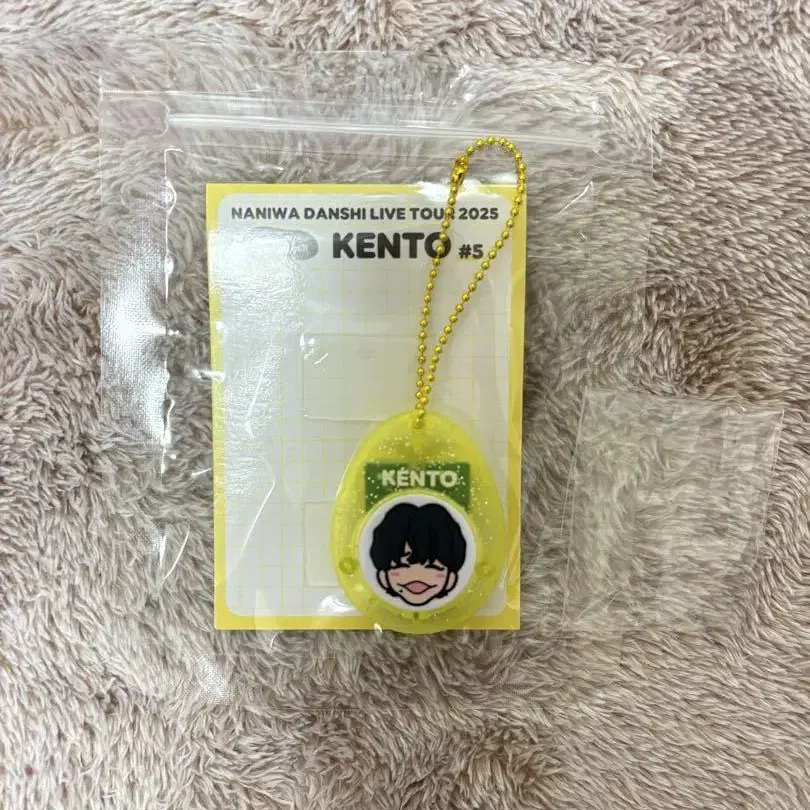 NANIWA DANSHI LIVE TOUR 2025
KENTO #5
KENTO